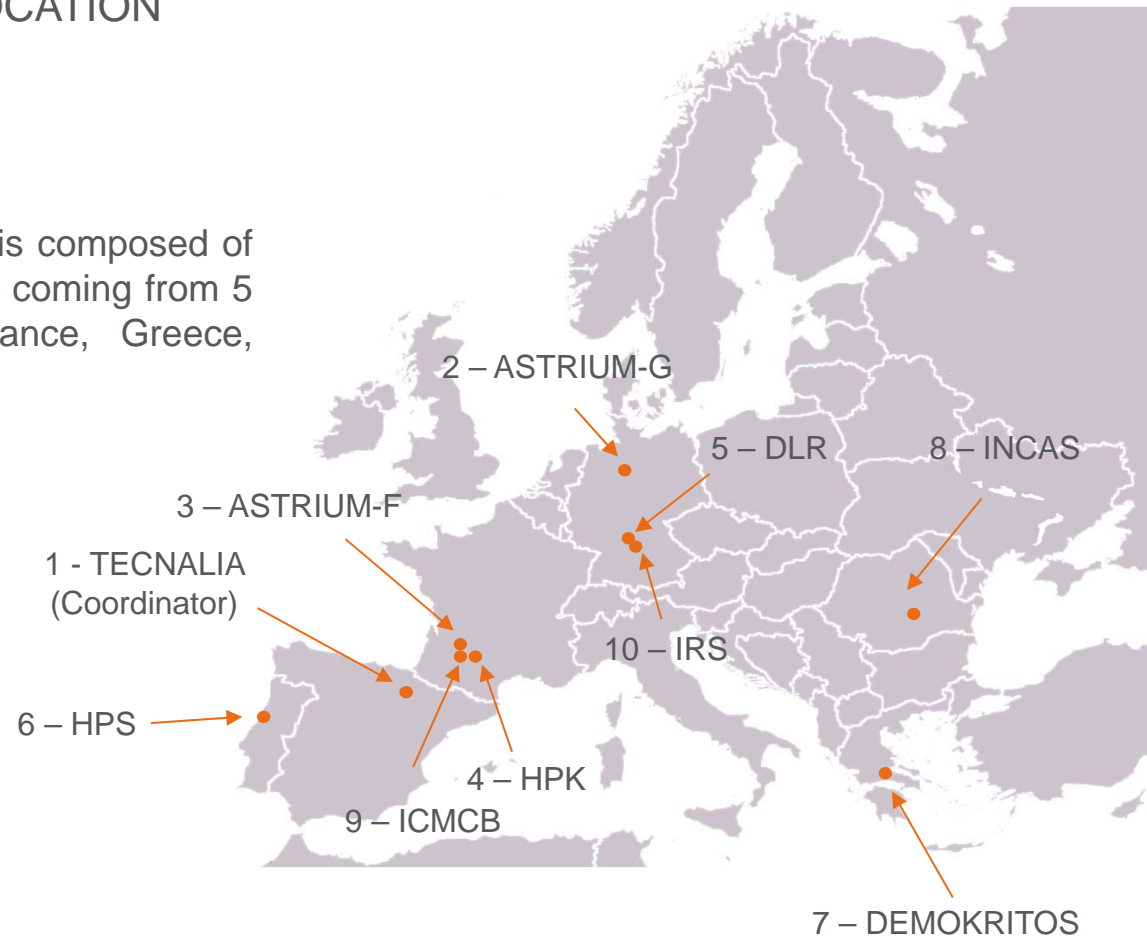 OCATION
is composed of
coming from 5
ance, Greece,
2 – ASTRIUM-G
5 – DLR
8 – INCAS
3 – ASTRIUM-F
1 - TECNALIA
(Coordinator)
10 – IRS
6 – HPS
4 – HPK
9 – ICMCB
7 – DEMOKRITOS